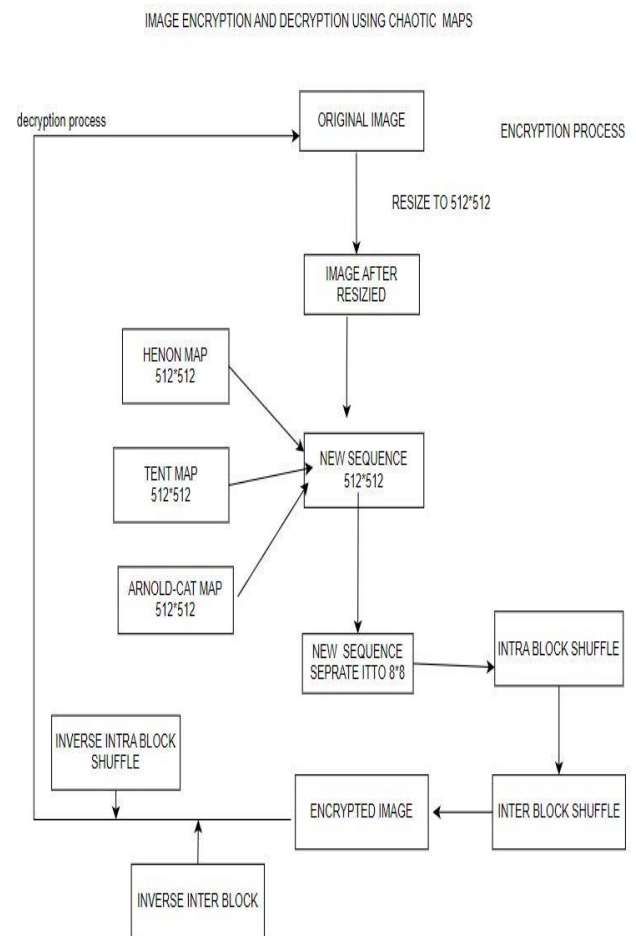 IMAGE ENCRYPTION AND DECRYPTION USING CHAOTIC MAPS
decryption process
ORIGINAL IMAGE
ENCRYPTION PROCESS
RESIZE TO 512*512
IMAGE AFTER
RESIZIED
HENON MAP
512*512
NEW SEQUENCE
512*512
TENT MAP
512*512
ARNOLD-CAT MAP
512*512
NEW SEQUENCE
SEPRATE ITTO 8*8
INTRA BLOCK SHUFFLE
INTER BLOCK SHUFFLE
ENCRYPTED IMAGE
INVERSE INTRA BLOCK
SHUFFLE
INVERSE INTER BLOCK